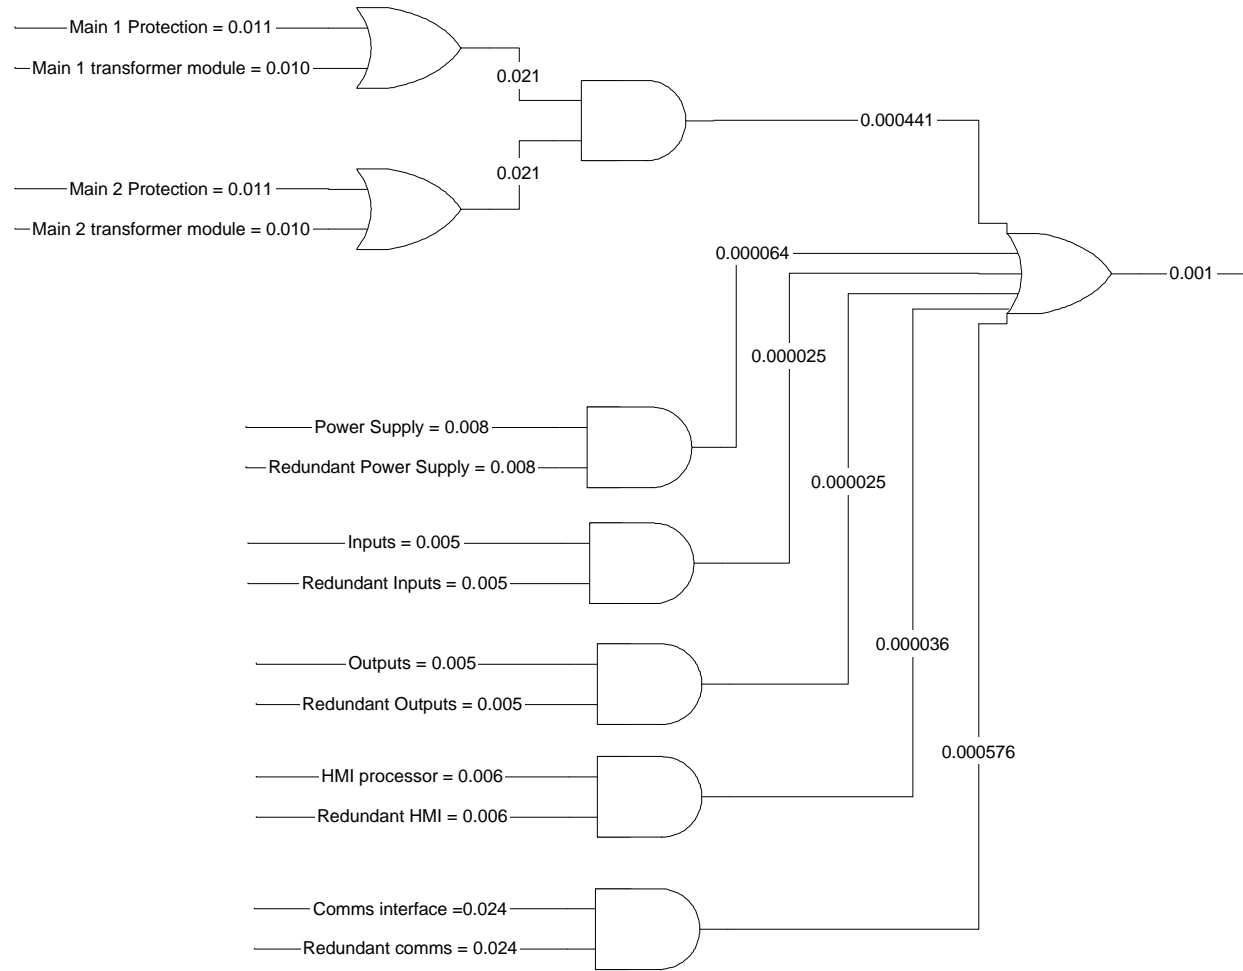 Main 1 Protection = 0.011
Main 1 transformer module = 0.010
0.021
0.000441
Main 2 Protection = 0.011
0.021
Main 2 transformer module = 0.010
0.000064
0.001
0.000025
Power Supply = 0.008
Redundant Power Supply = 0.008
0.000025
Inputs = 0.005
Redundant Inputs = 0.005
0.000036
Outputs = 0.005
Redundant Outputs = 0.005
0.000576
HMI processor = 0.006
Redundant HMI = 0.006
Comms interface =0.024
Redundant comms = 0.024